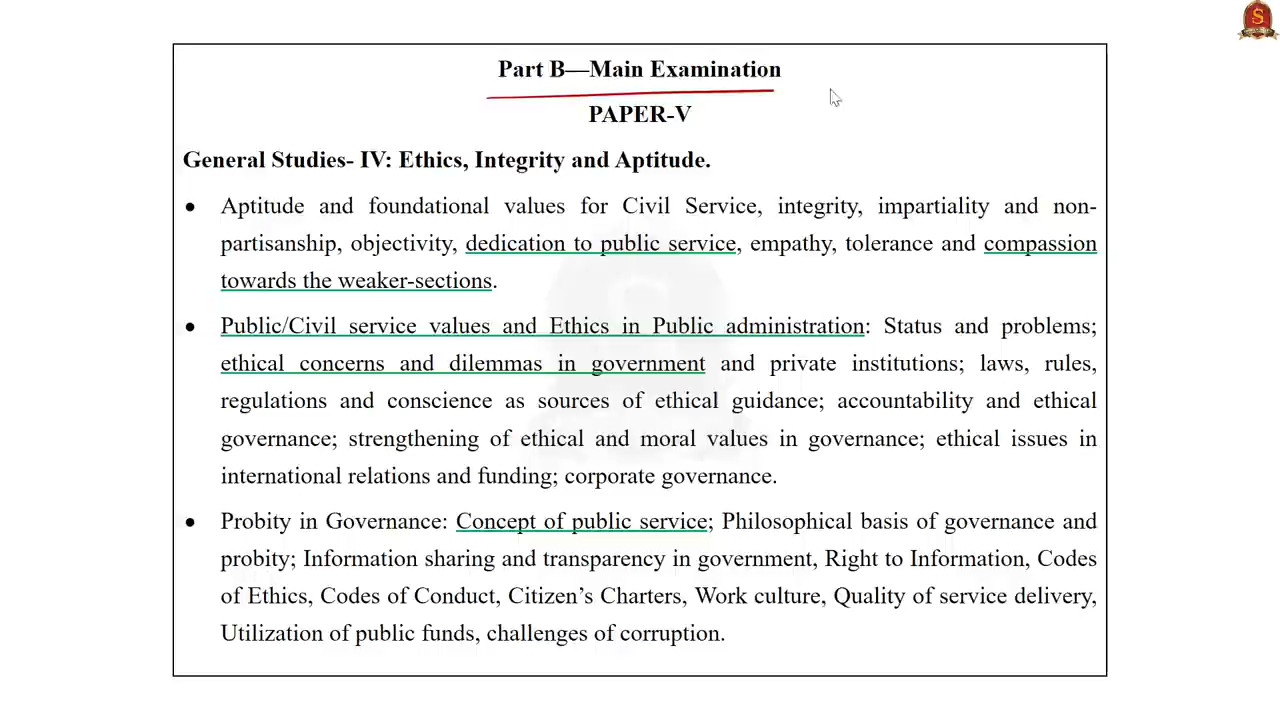 Part B—Main Examination
PAPER-V
General Studies- IV: Ethics, Integrity and Aptitude.
● Aptitude and foundational values for Civil Service, integrity, impartiality and non-
partisanship, objectivity, dedication to public service, empathy, tolerance and compassion
towards the weaker-sections.
● Public/Civil service values and Ethics in Public administration: Status and problems;
ethical concerns and dilemmas in government and private institutions; laws, rules,
regulations and conscience as sources of ethical guidance; accountability and ethical
governance; strengthening of ethical and moral values in governance; ethical issues in
international relations and funding; corporate governance.
● Probity in Governance: Concept of public service; Philosophical basis of governance and
probity; Information sharing and transparency in government, Right to Information, Codes
of Ethics, Codes of Conduct, Citizen’s Charters, Work culture, Quality of service delivery,
Utilization of public funds, challenges of corruption.
S